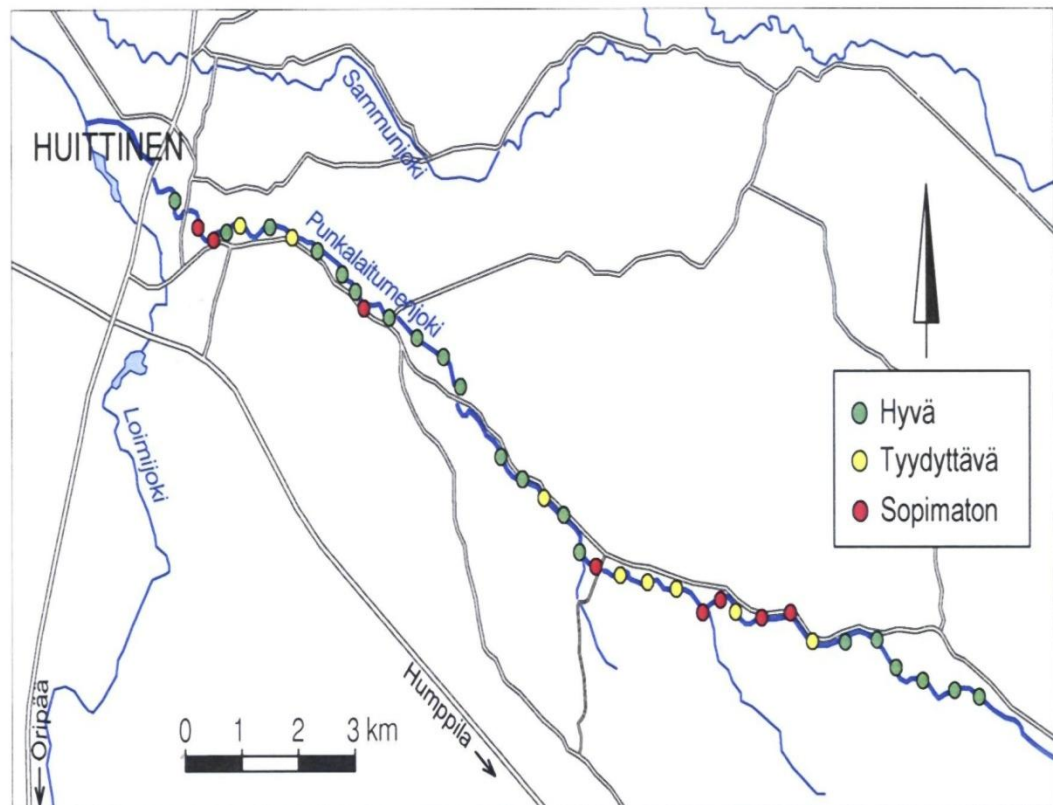 HUITTINEN
Sammunjoki
Punkalaitumenjoki
Loimijoki
Hyvä
Tyydyttävä
Sopimaton
Humppila
Oripää
0 1 2 3 km